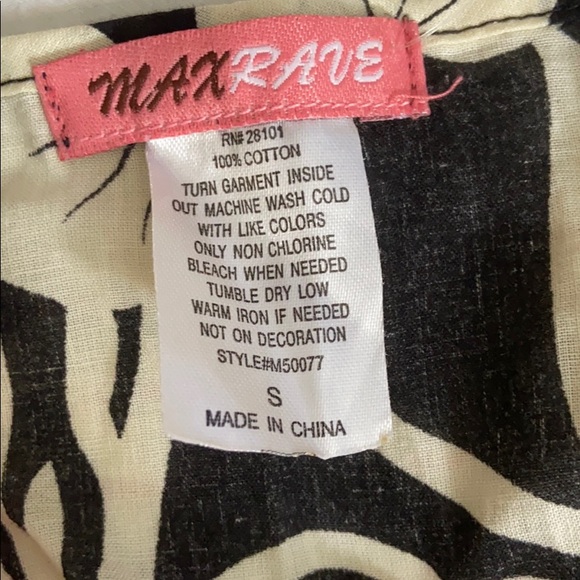 MAXRAVE
RN# 28101
100% COTTON
TURN GARMENT INSIDE
OUT MACHINE WASH COLD
WITH LIKE COLORS
ONLY NON CHLORINE
BLEACH WHEN NEEDED
TUMBLE DRY LOW
WARM IRON IF NEEDED
NOT ON DECORATION
STYLE#M50077
S
MADE IN CHINA